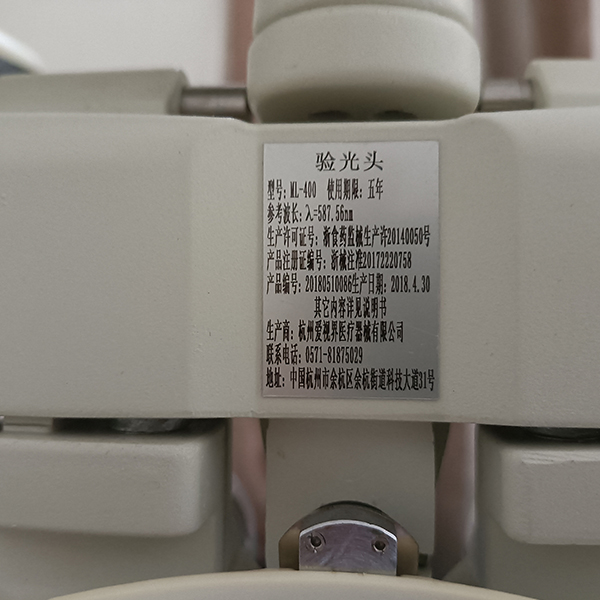 验光头
型号：ML-400 使用期限：五年
参考波长：λ=587.56nm
生产许可证号：浙食药监械生产许20140050号
产品注册证编号：浙械注准20172220758
产品编号：20180510086生产日期：2018.4.30
其它内容详见说明书
生产商：杭州爱视界医疗器械有限公司
联系电话：0571-81875029
地址：中国杭州市余杭区余杭街道科技大道31号